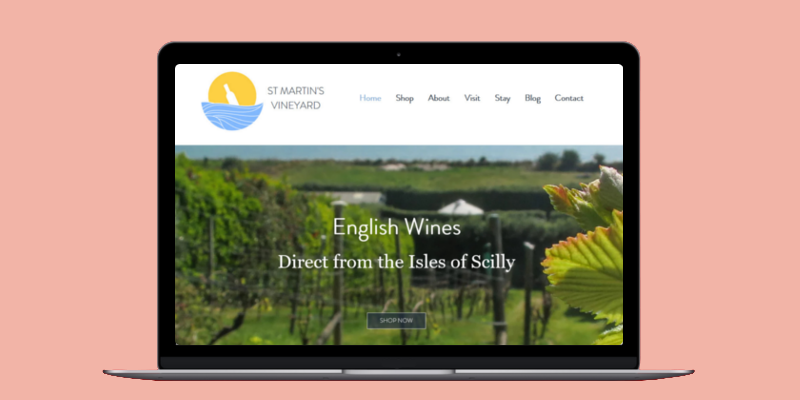 ST MARTIN'S
VINEYARD
Home Shop About Visit Stay Blog Contact
English Wines
Direct from the Isles of Scilly
SHOP NOW